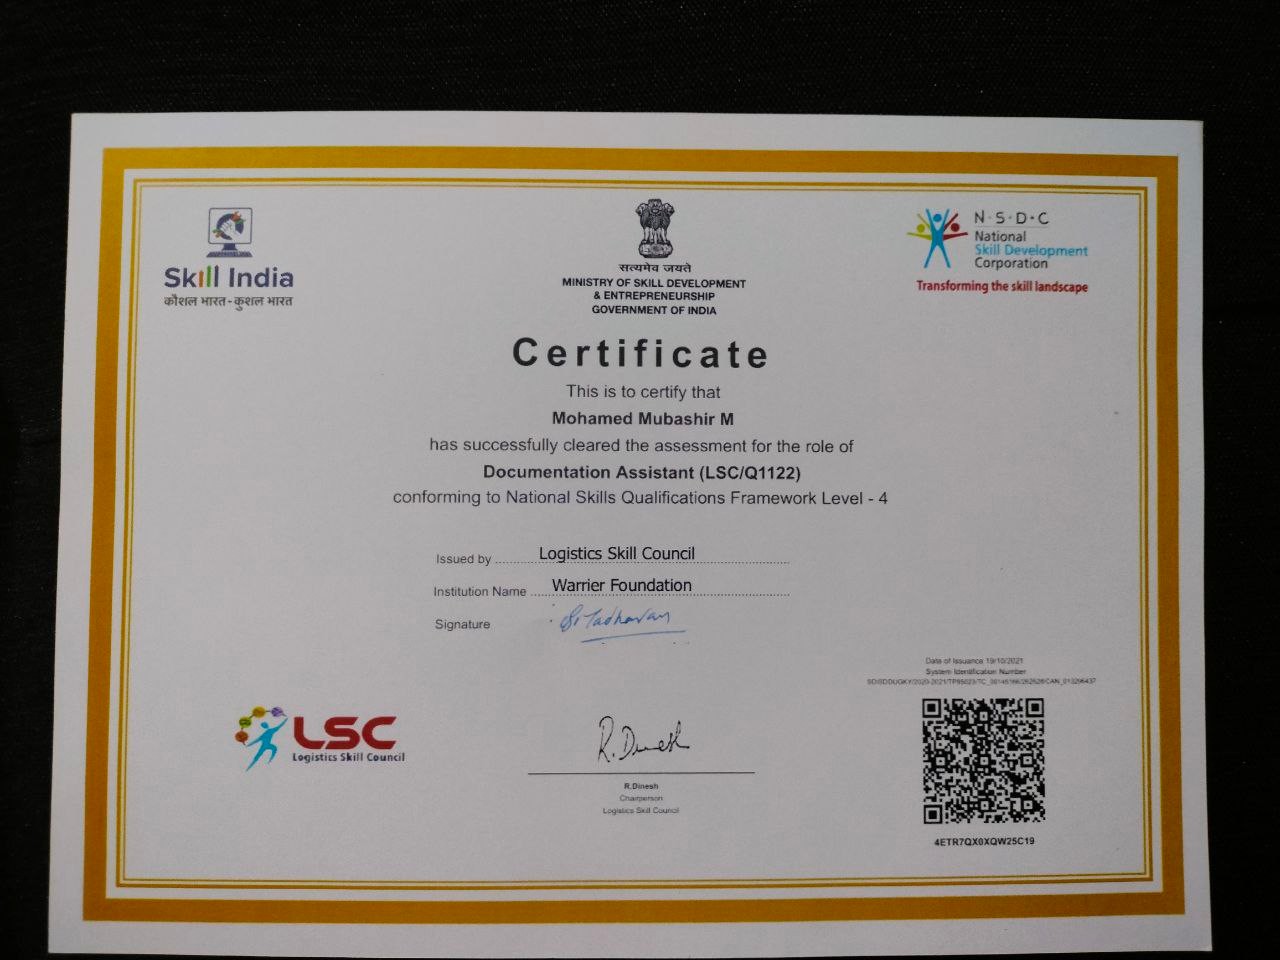 Skill India
कौशल भारत-कुशल भारत
सत्यमेव जयते
MINISTRY OF SKILL DEVELOPMENT
& ENTREPRENEURSHIP
GOVERNMENT OF INDIA
N·S·D·C
National
Skill Development
Corporation
Transforming the skill landscape
Certificate
This is to certify that
Mohamed Mubashir M
has successfully cleared the assessment for the role of
Documentation Assistant (LSC/Q1122)
conforming to National Skills Qualifications Framework Level - 4
Issued by Logistics Skill Council
Institution Name Warrier Foundation
Signature
Date of Issuance 19/10/2021
System Identification Number
LSC
Logistics Skill Council
R.Dinesh
R.Dinesh
Chairperson
Logistics Skill Council
4ETR7QX0XQW25C19